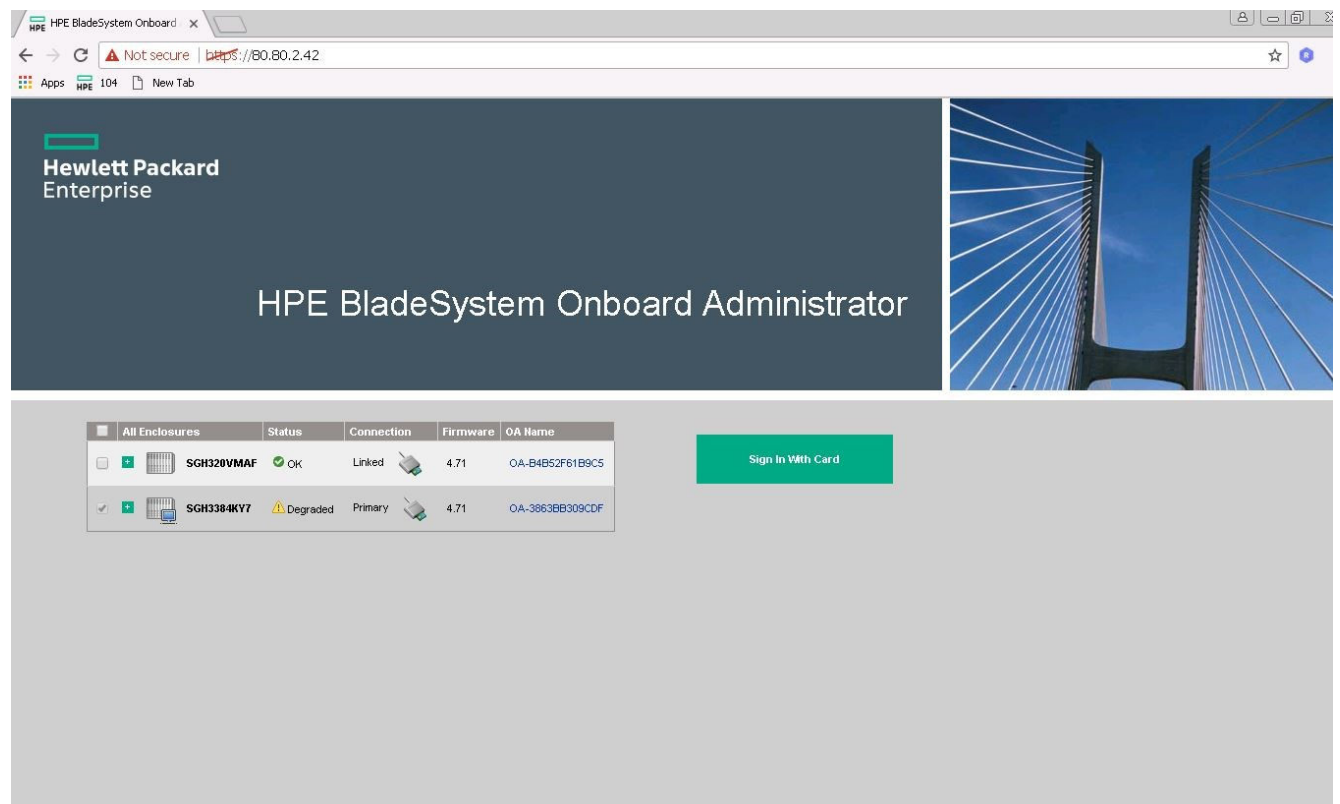 HPE HPE BladeSystem Onboard
Not secure | https://80.80.2.42
Apps HPE 104 New Tab
Hewlett Packard
Enterprise
HPE BladeSystem Onboard Administrator
All Enclosures Status Connection Firmware OA Name
SGH320VMAF OK Linked 4.71 OA-B4B52F61B9C5
SGH3384KY7 Degraded Primary 4.71 OA-3863BB309CDF
Sign In With Card